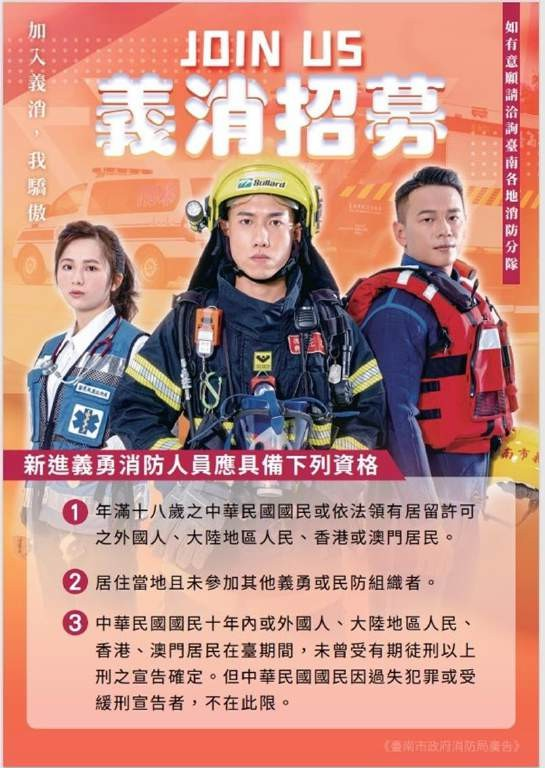 JOIN US
義消招募
加入義消，我驕傲
如有意願請洽詢臺南各地消防分隊
Bullard
新進義勇消防人員應具備下列資格
1 年滿十八歲之中華民國國民或依法領有居留許可
之外國人、大陸地區人民、香港或澳門居民。
2 居住當地且未參加其他義勇或民防組織者。
3 中華民國國民十年內或外國人、大陸地區人民、
香港、澳門居民在臺期間，未曾受有期徒刑以上
刑之宣告確定。但中華民國國民因過失犯罪或受
緩刑宣告者，不在此限。
《臺南市政府消防局廣告》